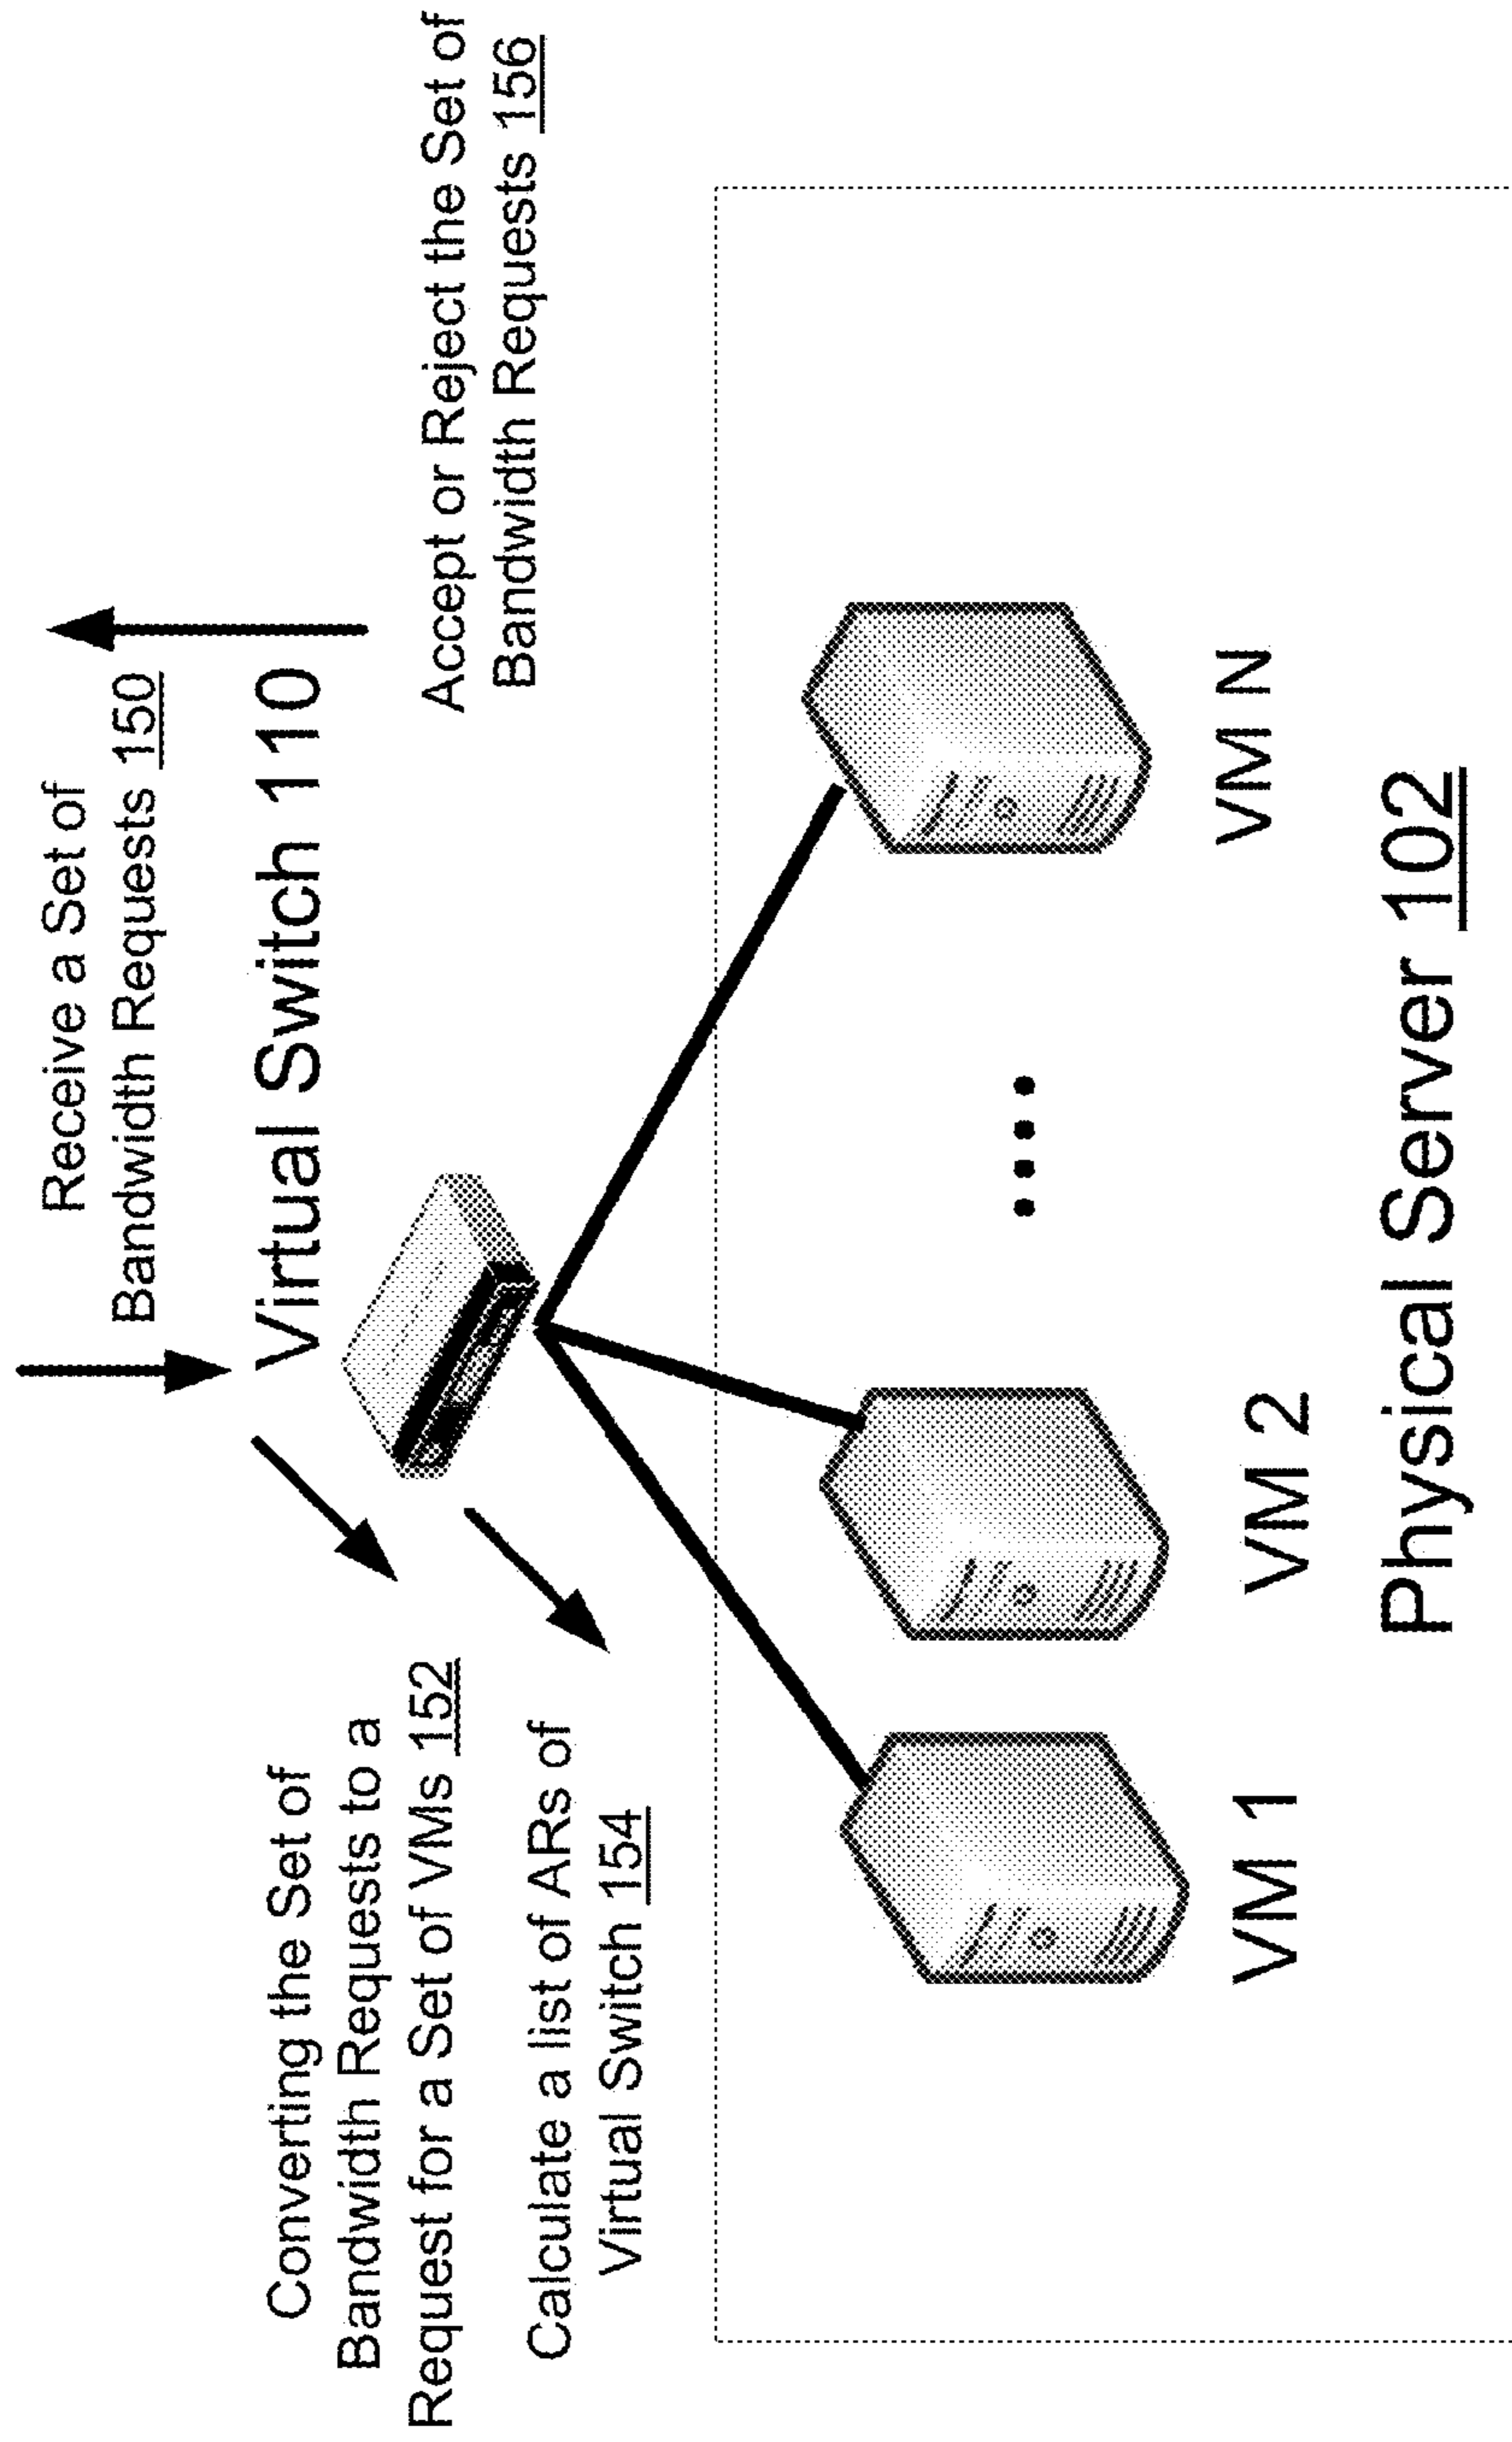 Receive a Set of
Bandwidth Requests 150
Virtual Switch 110
Converting the Set of
Bandwidth Requests to a
Request for a Set of VMs 152
Calculate a list of ARs of
Virtual Switch 154
Accept or Reject the Set of
Bandwidth Requests 156
VM 1
VM 2
VM N
Physical Server 102